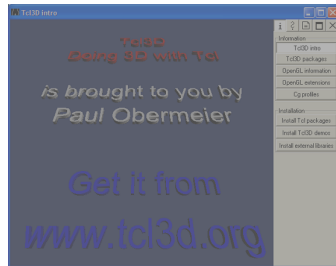 Tcl3D intro
Tcl3D
Doing 3D with Tcl
is brought to you by
Paul Obermeier
Get it from
www.tcl3d.org
Information
Tcl3D intro
Tcl3D packages
OpenGL information
OpenGL extensions
Cg profiles
Installation
Install Tcl packages
Install Tcl3D demos
Install external libraries